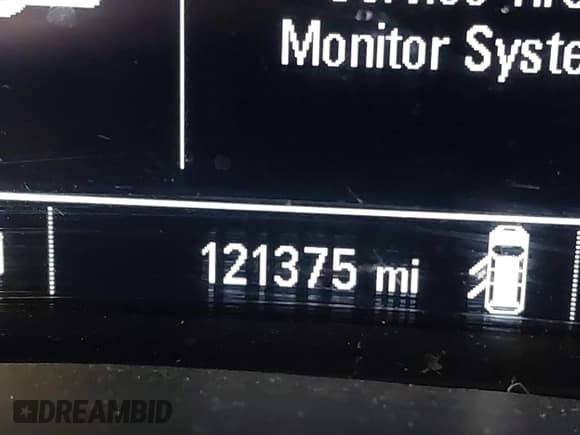 Monitor Syste
121375 mi
DREAMBID